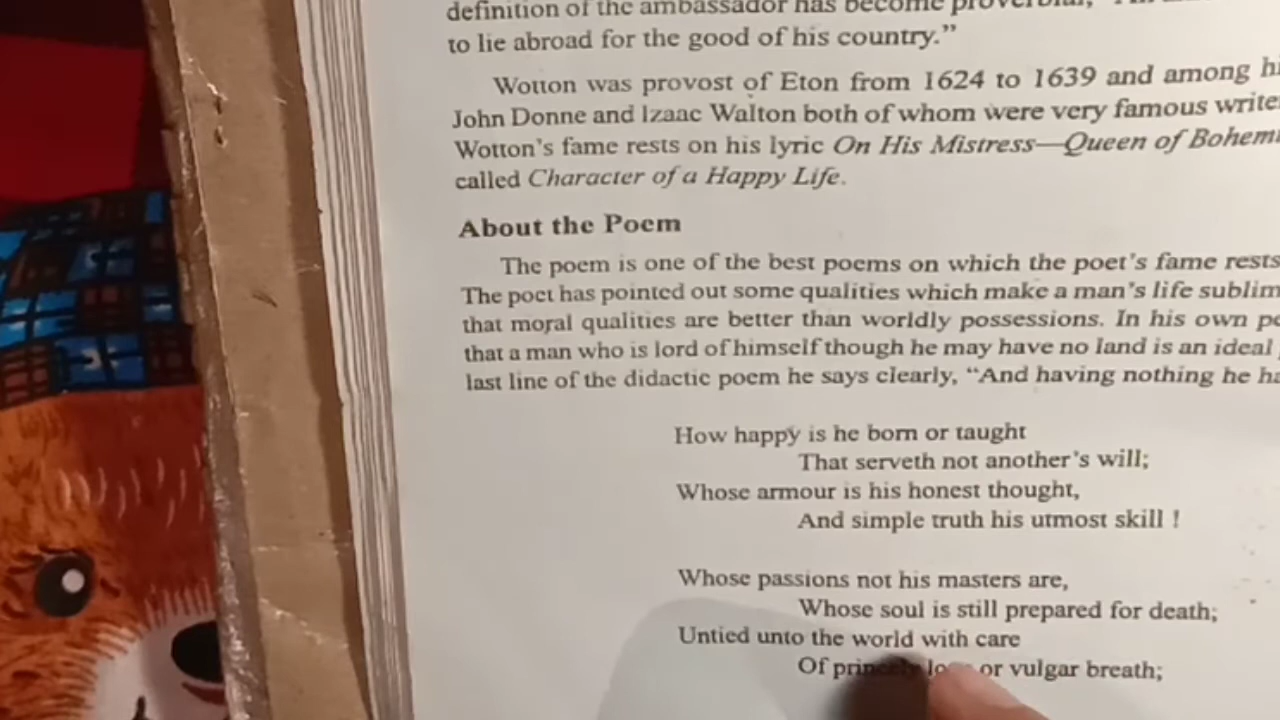 definition of the ambassador has become proverbial,
to lie abroad for the good of his country.”
Wotton was provost of Eton from 1624 to 1639 and among
John Donne and Izaac Walton both of whom were very famous
Wotton’s fame rests on his lyric On His Mistress—Queen of
called Character of a Happy Life.
About the Poem
The poem is one of the best poems on which the poet’s fame rests
The poet has pointed out some qualities which make a man’s life
that moral qualities are better than worldly possessions. In his own
that a man who is lord of himself though he may have no land is an ideal
last line of the didactic poem he says clearly, “And having nothing he
How happy is he born or taught
That serveth not another’s will;
Whose armour is his honest thought,
And simple truth his utmost skill !
Whose passions not his masters are,
Whose soul is still prepared for death;
Untied unto the world with care
Of or vulgar breath;